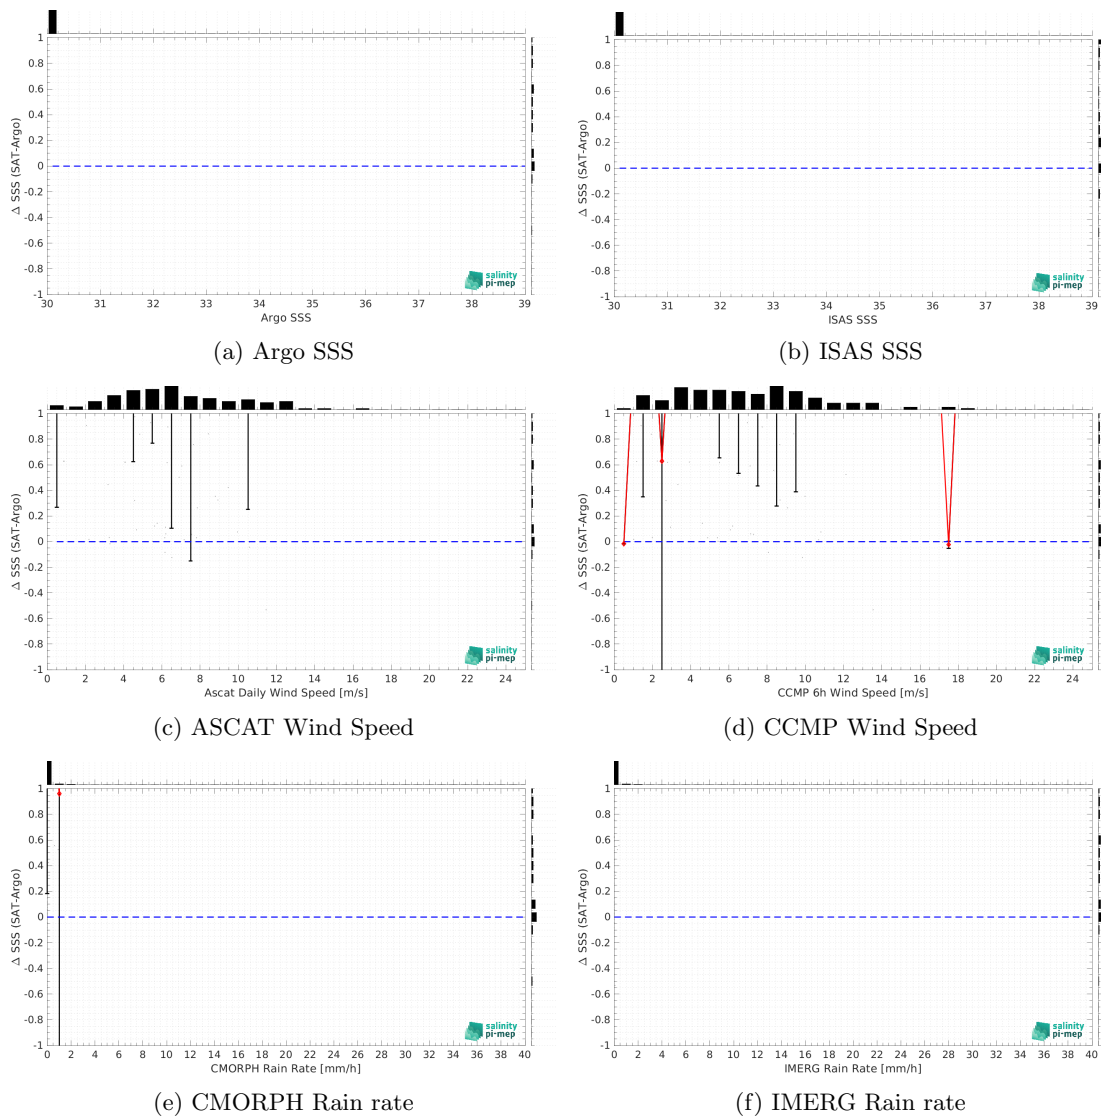 1
0.8
0.6
0.4
0.2
0
-0.2
-0.4
-0.6
-0.8
-1
Δ SSS (SAT-Argo)
salinity
pi-mep
30 31 32 33 34 35 36 37 38 39
Argo SSS
(a) Argo SSS
1
0.8
0.6
0.4
0.2
0
-0.2
-0.4
-0.6
-0.8
-1
Δ SSS (SAT-Argo)
salinity
pi-mep
30 31 32 33 34 35 36 37 38 39
ISAS SSS
(b) ISAS SSS
1
0.8
0.6
0.4
0.2
0
-0.2
-0.4
-0.6
-0.8
-1
Δ SSS (SAT-Argo)
salinity
pi-mep
0 2 4 6 8 10 12 14 16 18 20 22 24
Ascat Daily Wind Speed [m/s]
(c) ASCAT Wind Speed
1
0.8
0.6
0.4
0.2
0
-0.2
-0.4
-0.6
-0.8
-1
Δ SSS (SAT-Argo)
salinity
pi-mep
0 2 4 6 8 10 12 14 16 18 20 22 24
CCMP 6h Wind Speed [m/s]
(d) CCMP Wind Speed
1
0.8
0.6
0.4
0.2
0
-0.2
-0.4
-0.6
-0.8
-1
Δ SSS (SAT-Argo)
salinity
pi-mep
0 2 4 6 8 10 12 14 16 18 20 22 24 26 28 30 32 34 36 38 40
CMORPH Rain Rate [mm/h]
(e) CMORPH Rain rate
1
0.8
0.6
0.4
0.2
0
-0.2
-0.4
-0.6
-0.8
-1
Δ SSS (SAT-Argo)
salinity
pi-mep
0 2 4 6 8 10 12 14 16 18 20 22 24 26 28 30 32 34 36 38 40
IMERG Rain Rate [mm/h]
(f) IMERG Rain rate